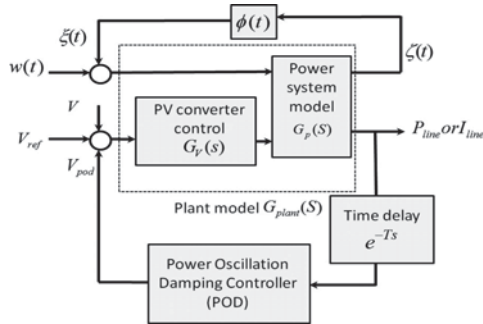 ϕ(t)
ξ(t)
ζ(t)
w(t)
Power
system
model
G_p(S)
V
PV converter
control
G_V(s)
V_ref
P_line or I_line
V_pod
Plant model G_plant(S)
Time delay
e^{-Ts}
Power Oscillation
Damping Controller
(POD)